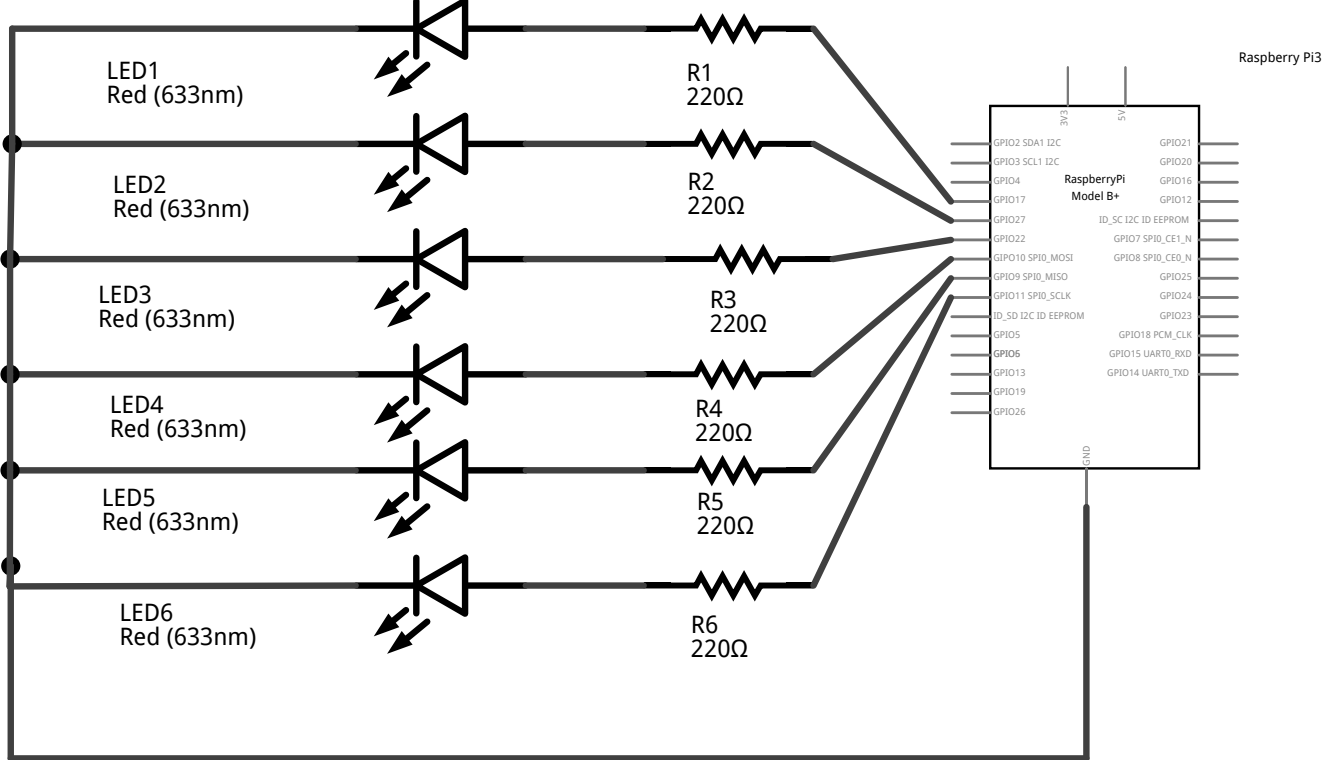 Raspberry Pi3
LED1
Red (633nm)
R1
220Ω
LED2
Red (633nm)
R2
220Ω
LED3
Red (633nm)
R3
220Ω
LED4
Red (633nm)
R4
220Ω
LED5
Red (633nm)
R5
220Ω
LED6
Red (633nm)
R6
220Ω
3V3
5V
RaspberryPi
Model B+
GPIO2 SDA1 I2C
GPIO3 SCL1 I2C
GPIO4
GPIO17
GPIO27
GPIO22
GIPO10 SPI0_MOSI
GPIO9 SPI0_MISO
GPIO11 SPI0_SCLK
ID_SD I2C ID EEPROM
GPIO5
GPIO6
GPIO13
GPIO19
GPIO26
GPIO21
GPIO20
GPIO16
GPIO12
ID_SC I2C ID EEPROM
GPIO7 SPI0_CE1_N
GPIO8 SPI0_CE0_N
GPIO25
GPIO24
GPIO23
GPIO18 PCM_CLK
GPIO15 UART0_RXD
GPIO14 UART0_TXD
GND